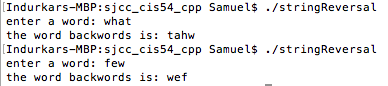 Indurkars-MBP:sjcc_cis54_cpp Samuel$ ./stringReversal
enter a word: what
the word backwords is: tahw
Indurkars-MBP:sjcc_cis54_cpp Samuel$ ./stringReversal
enter a word: few
the word backwords is: wef